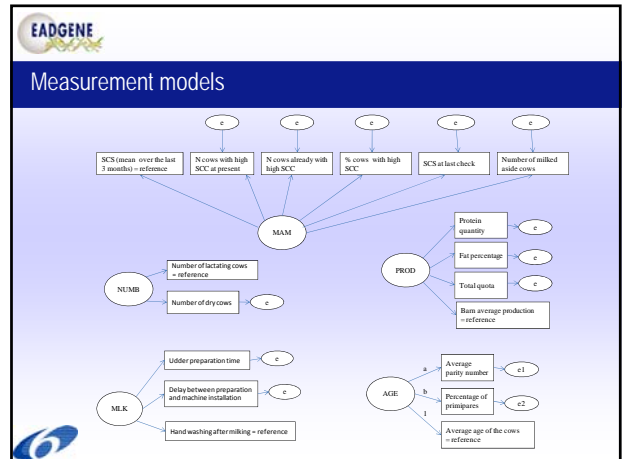 EADGENE
Measurement models
e
e
e
e
e
SCS (mean over the last
3 months) = reference
N cows with high
SCC at present
N cows already with
high SCC
% cows with high
SCC
SCS at last check
Number of milked
aside cows
MAM
NUMB
Number of lactating cows
= reference
Number of dry cows
e
PROD
Protein
quantity
e
Fat percentage
e
Total quota
e
Barn average production
= reference
MLK
Udder preparation time
e
Delay between preparation
and machine installation
e
Hand washing after milking = reference
AGE
a
Average
parity number
e1
b
Percentage of
primipares
e2
1
Average age of the cows
= reference
6